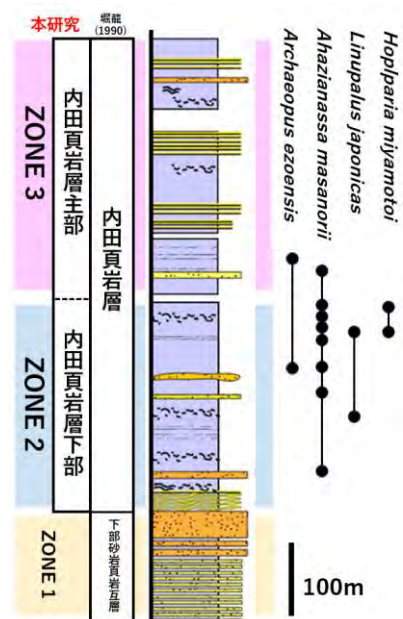 本研究
堀籠
(1990)
ZONE 3
内田頁岩層主部
ZONE 2
内田頁岩層下部
ZONE 1
内田頁岩層
下部砂岩頁岩互層
Archaeopus ezoensis
Ahazianassa masanorii
Linupalus japonicas
Hoplparia miyamotoi
100m